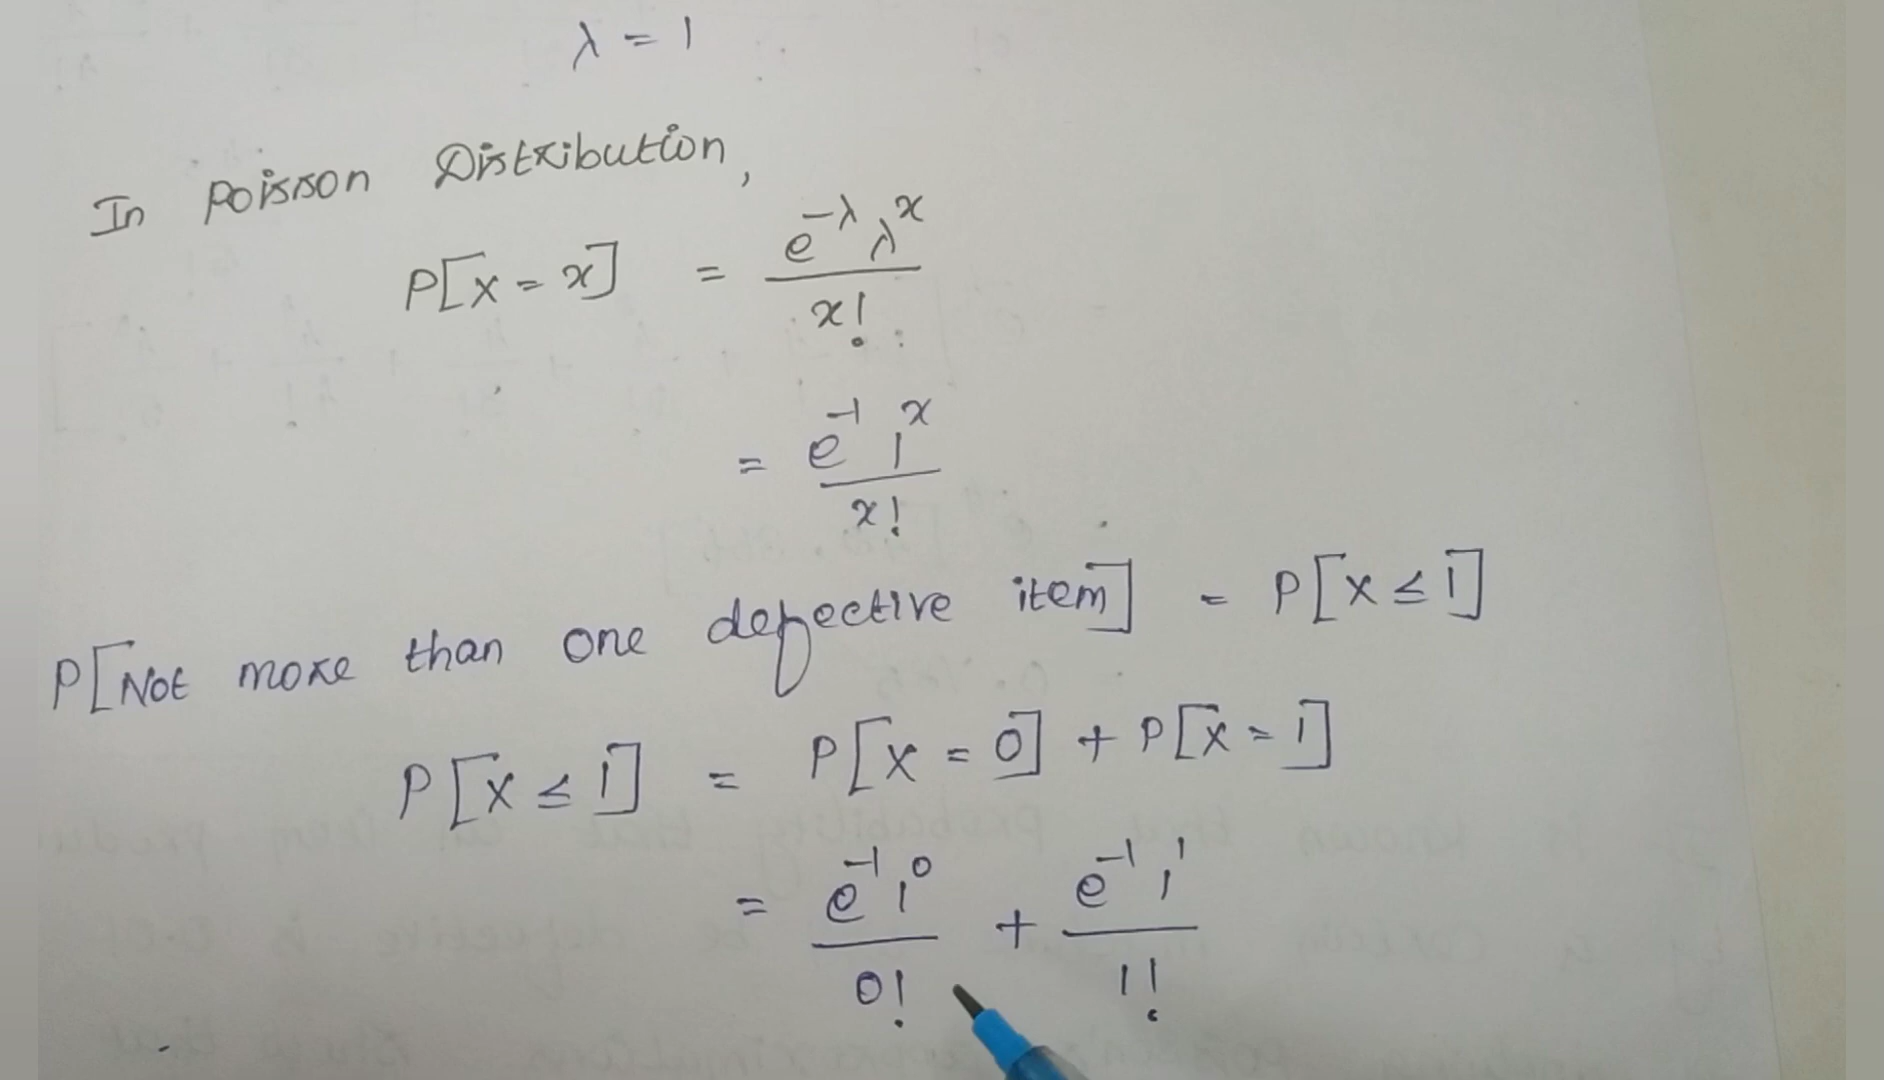 λ = 1
In Poisson Distribution,
P[X = x] = e^{-λ} λ^x / x!
= e^{-1} 1^x / x!
P[Not more than one defective item] = P[X ≤ 1]
P[X ≤ 1] = P[X = 0] + P[X = 1]
= e^{-1} 1^0 / 0! + e^{-1} 1^1 / 1!